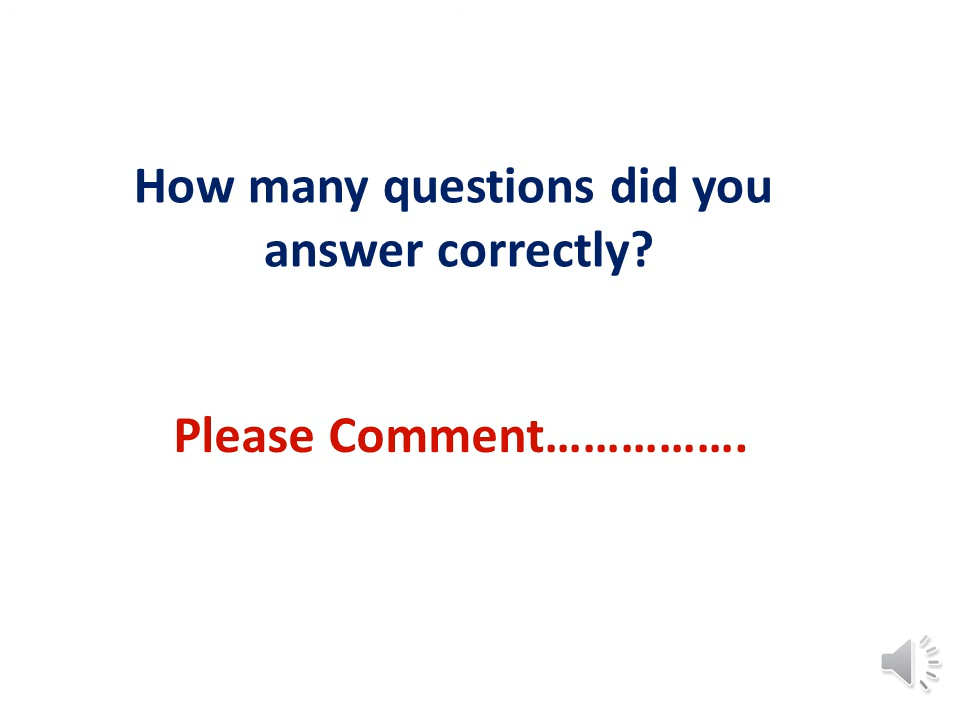 How many questions did you
answer correctly?
Please Comment…………….